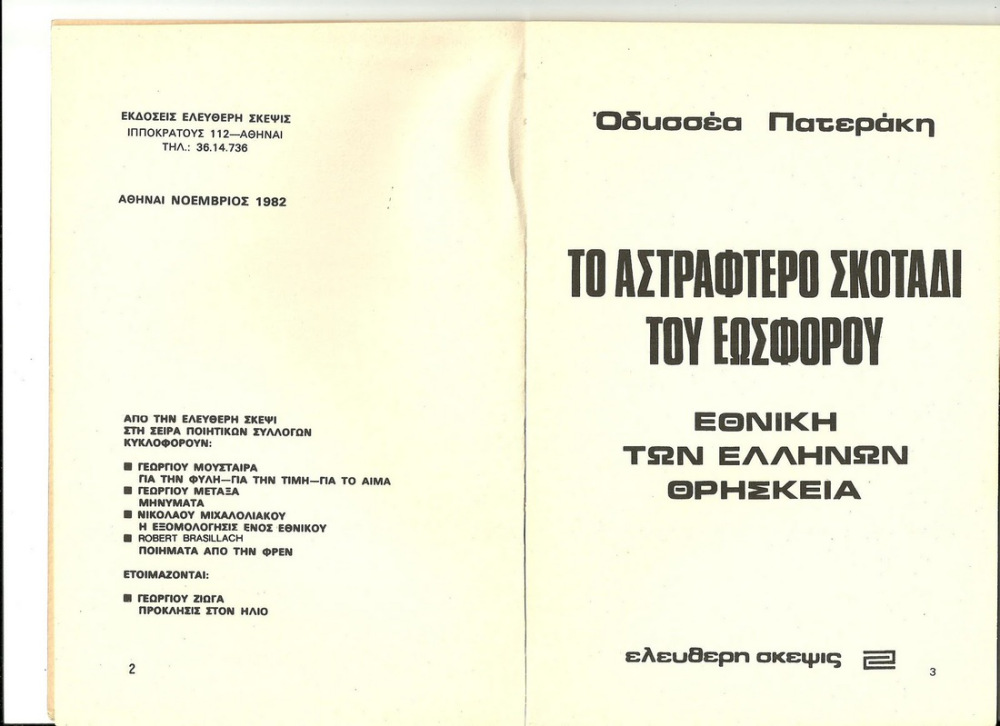 ΕΚΔΟΣΕΙΣ ΕΛΕΥΘΕΡΗ ΣΚΕΨΙΣ
ΙΠΠΟΚΡΑΤΟΥΣ 112—ΑΘΗΝΑΙ
ΤΗΛ.: 36.14.736
ΑΘΗΝΑΙ ΝΟΕΜΒΡΙΟΣ 1982
ΑΠΟ ΤΗΝ ΕΛΕΥΘΕΡΗ ΣΚΕΨΙ
ΣΤΗ ΣΕΙΡΑ ΠΟΙΗΤΙΚΩΝ ΣΥΛΛΟΓΩΝ
ΚΥΚΛΟΦΟΡΟΥΝ:
■ ΓΕΩΡΓΙΟΥ ΜΟΥΣΤΑΙΡΑ
ΓΙΑ ΤΗΝ ΦΥΛΗ—ΓΙΑ ΤΗΝ ΤΙΜΗ—ΓΙΑ ΤΟ ΑΙΜΑ
■ ΓΕΩΡΓΙΟΥ ΜΕΤΑΞΑ
ΜΗΝΥΜΑΤΑ
■ ΝΙΚΟΛΑΟΥ ΜΙΧΑΛΟΛΙΑΚΟΥ
Η ΕΞΟΜΟΛΟΓΗΣΙΣ ΕΝΟΣ ΕΘΝΙΚΟΥ
■ ROBERT BRASILLACH
ΠΟΙΗΜΑΤΑ ΑΠΟ ΤΗΝ ΦΡΕΝ
ΕΤΟΙΜΑΖΟΝΤΑΙ:
■ ΓΕΩΡΓΙΟΥ ΖΙΩΓΑ
ΠΡΟΚΛΗΣΙΣ ΣΤΟΝ ΗΛΙΟ
2
Ὀδυσσέα Πατεράκη
ΤΟ ΑΣΤΡΑΦΤΕΡΟ ΣΚΟΤΑΔΙ
ΤΟΥ ΕΩΣΦΟΡΟΥ
ΕΘΝΙΚΗ
ΤΩΝ ΕΛΛΗΝΩΝ
ΘΡΗΣΚΕΙΑ
ελευθερη σκεψις
3